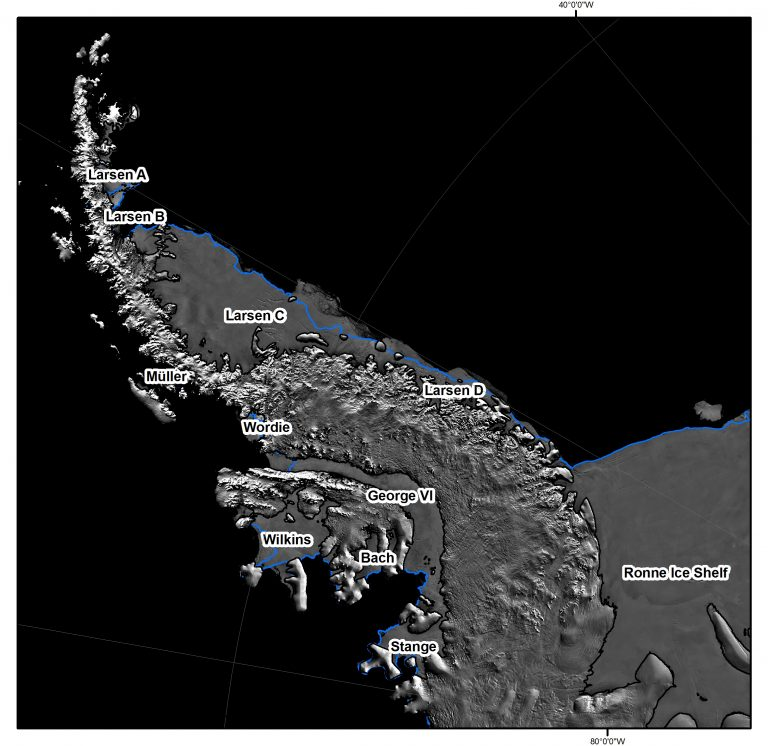 40°0'0"W
Larsen A
Larsen B
Larsen C
Müller
Larsen D
Wordie
George VI
Wilkins
Bach
Ronne Ice Shelf
Stange
80°0'0"W